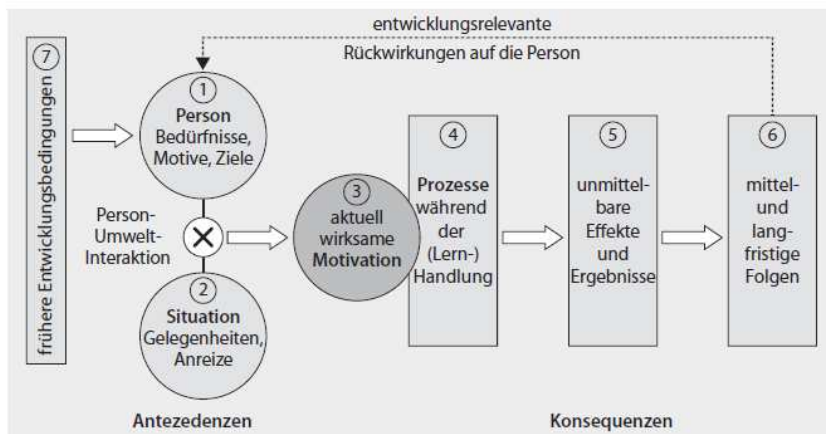 entwicklungsrelevante
Rückwirkungen auf die Person
7
frühere Entwicklungsbedingungen
1
Person
Bedürfnisse,
Motive, Ziele
Person-
Umwelt-
Interaktion
2
Situation
Gelegenheiten,
Anreize
3
aktuell
wirksame
Motivation
4
Prozesse
während
der
(Lern-)
Handlung
5
unmittel-
bare
Effekte
und
Ergebnisse
6
mittel-
und
lang-
fristige
Folgen
Antezedenzen
Konsequenzen